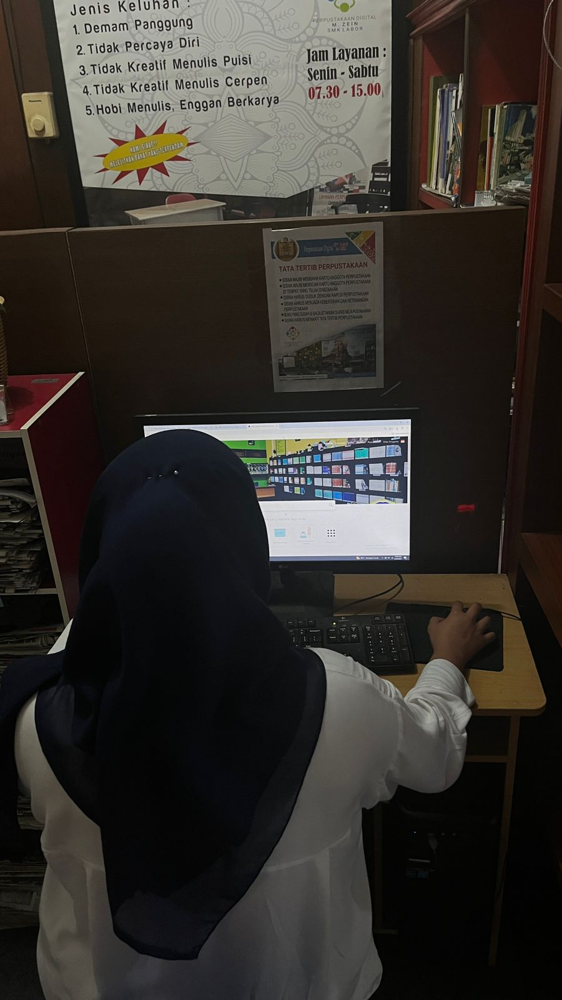 Jenis Keluhan :
1. Demam Panggung
2. Tidak Percaya Diri
3. Tidak Kreatif Menulis Puisi
4. Tidak Kreatif Menulis Cerpen
5. Hobi Menulis, Enggan Berkarya
KAMI SIAP!!
MELEJITKAN BAKAT YANG TERPENDAM
PERPUSTAKAAN DIGITAL
M. ZEIN
SMK LABOR
Jam Layanan :
Senin - Sabtu
07.30 - 15.00
LAYANAN
Panasonic
Perpustakaan Digital
TATA TERTIB PERPUSTAKAAN
• SISWA WAJIB MEMBAWA KARTU ANGGOTA PERPUSTAKAAN
• SISWA WAJIB MENSCAN KARTU ANGGOTA PERPUSTAKAAN
DI TEMPAT YANG TELAH DISEDIAKAN
• SISWA HARUS DUDUK DENGAN RAPI DI PERPUSTAKAAN
• SISWA HARUS MENJAGA KEBERSIHAN DAN KETENANGAN
PERPUSTAKAAN
• BUKU YANG SUDAH DI BACA LETAKKAN DI ATAS MEJA PUSTAKAWAN
• SISWA HARUS MENAATI TATA TERTIB PERPUSTAKAAN
Area Anggota
LG